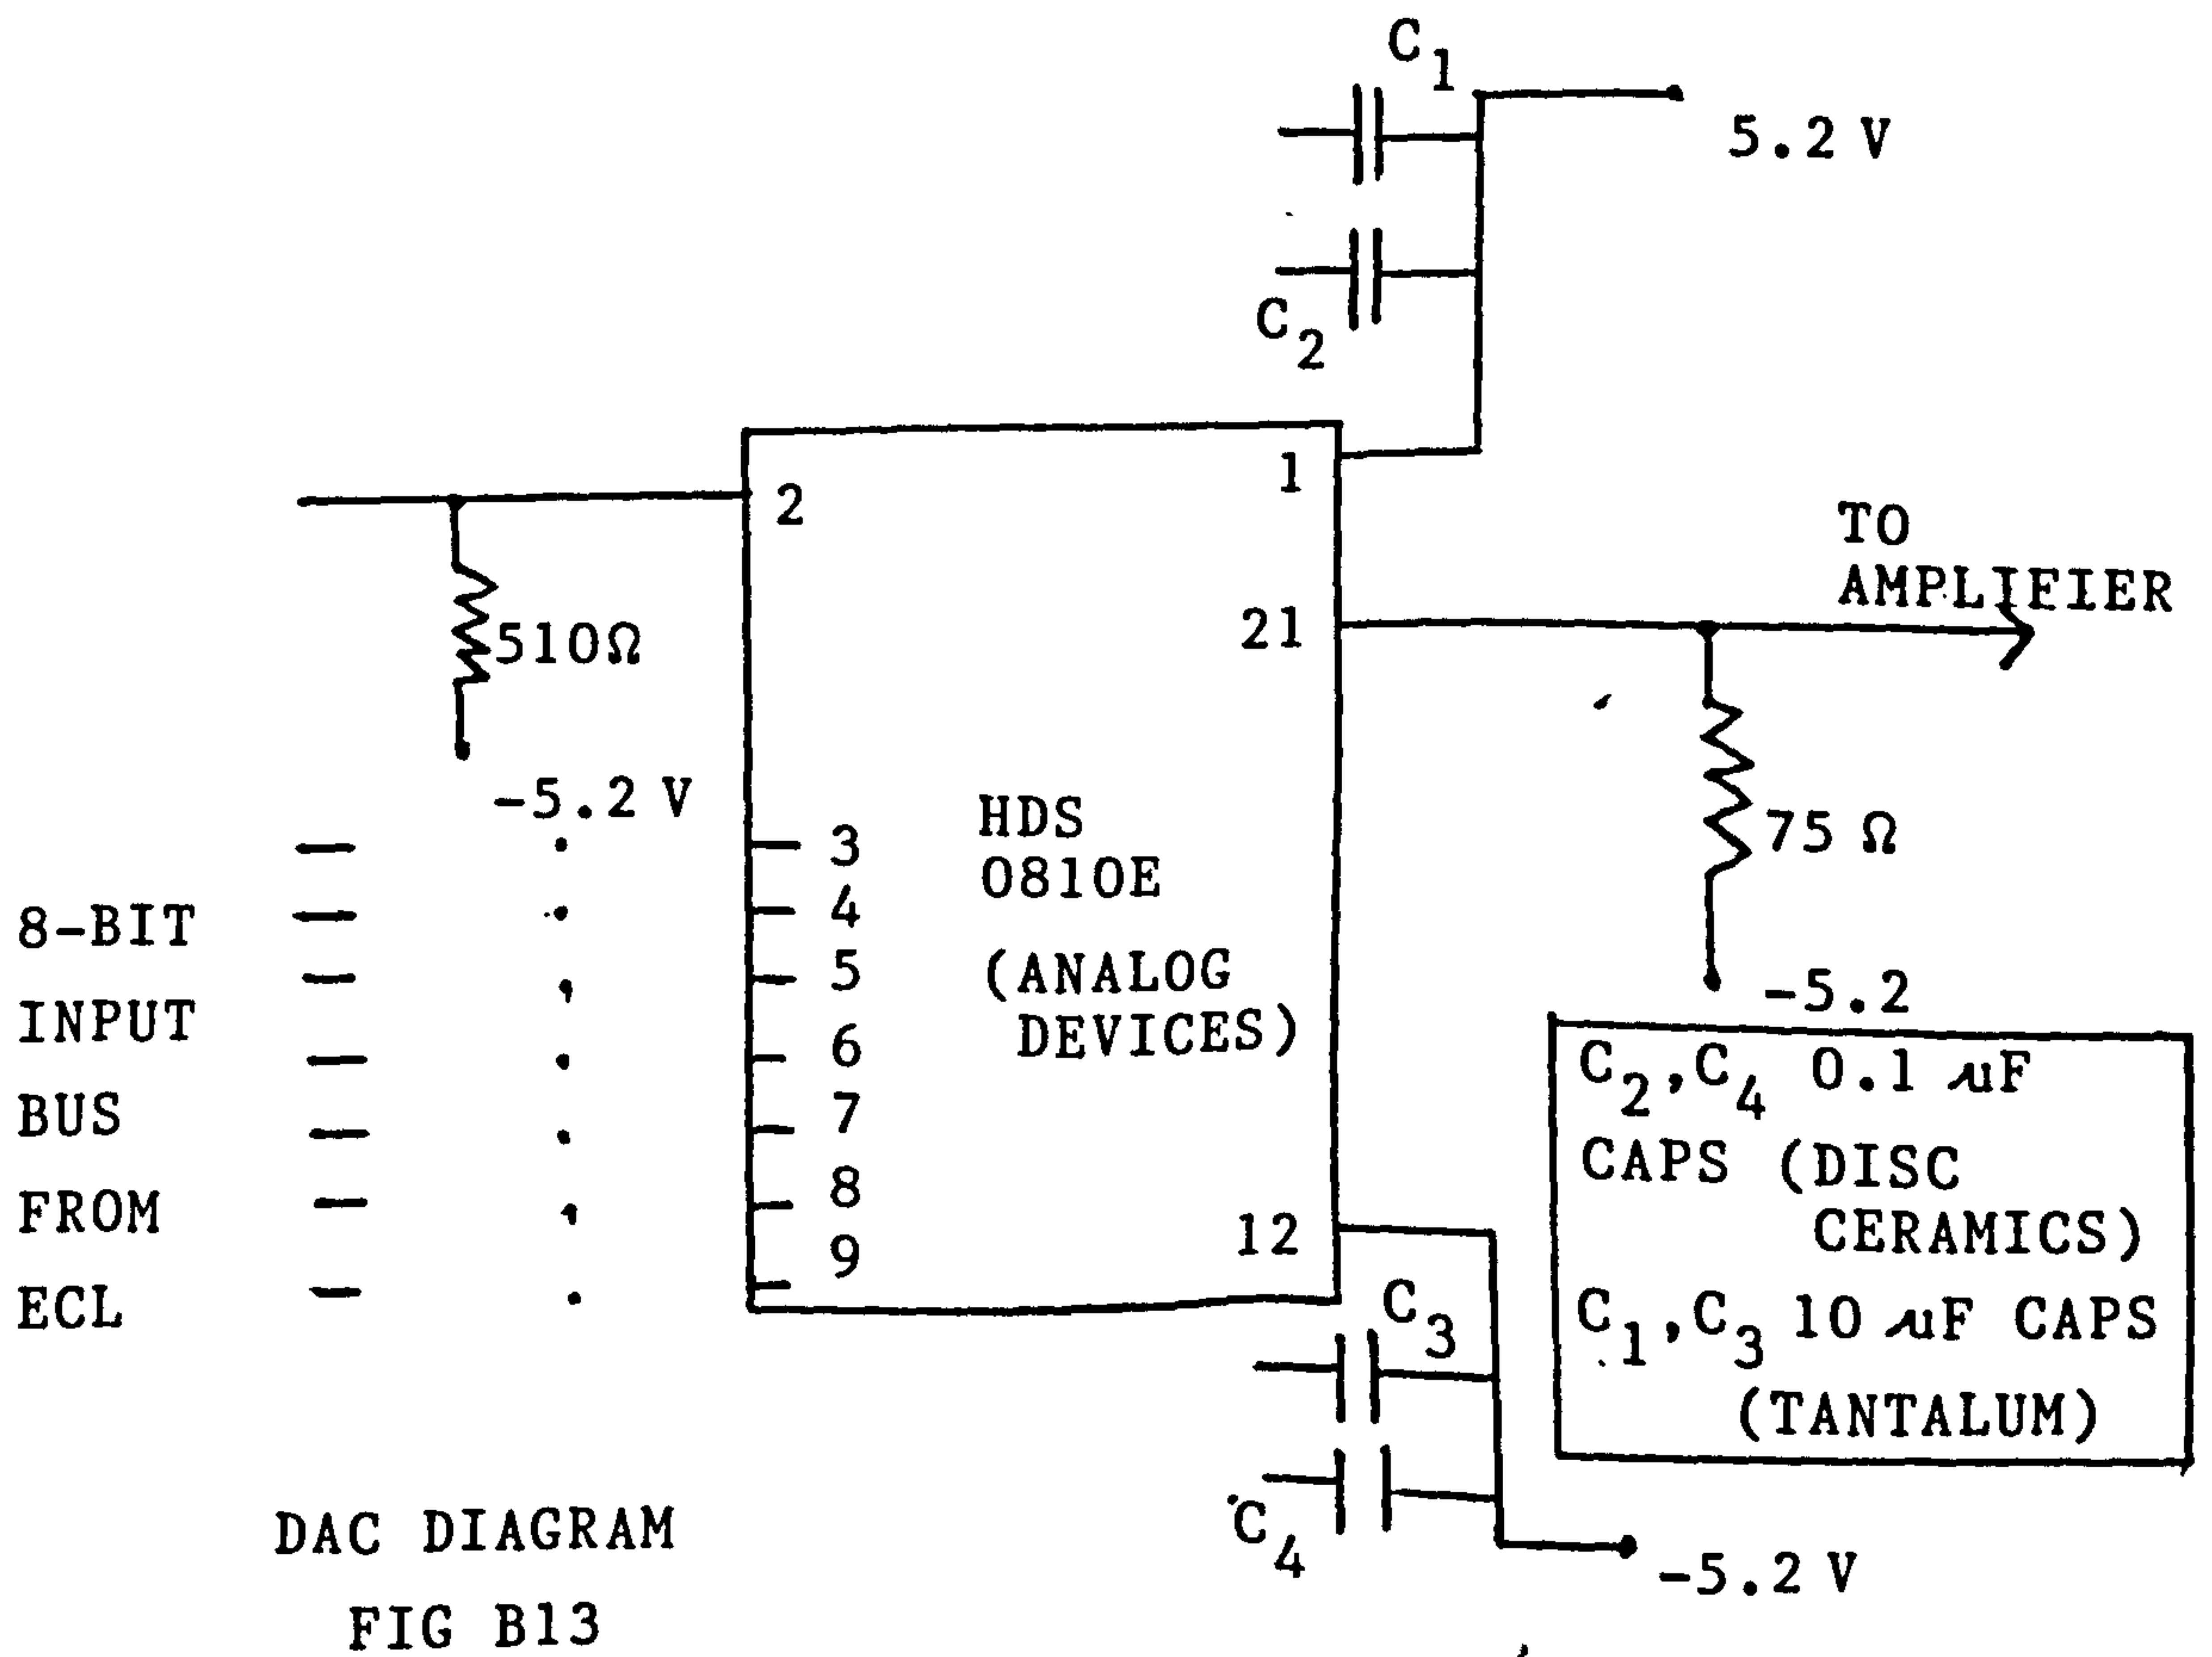 C1
5.2 V
C2
1
2
TO
AMPLIFIER
21
510Ω
-5.2 V
75 Ω
-5.2
HDS
0810E
(ANALOG
DEVICES)
3
4
5
6
7
8
9
12
8-BIT
INPUT
BUS
FROM
ECL
C2,C4 0.1 µF
CAPS (DISC
CERAMICS)
C1,C3 10 µF CAPS
(TANTALUM)
C3
C4
-5.2 V
DAC DIAGRAM
FIG B13